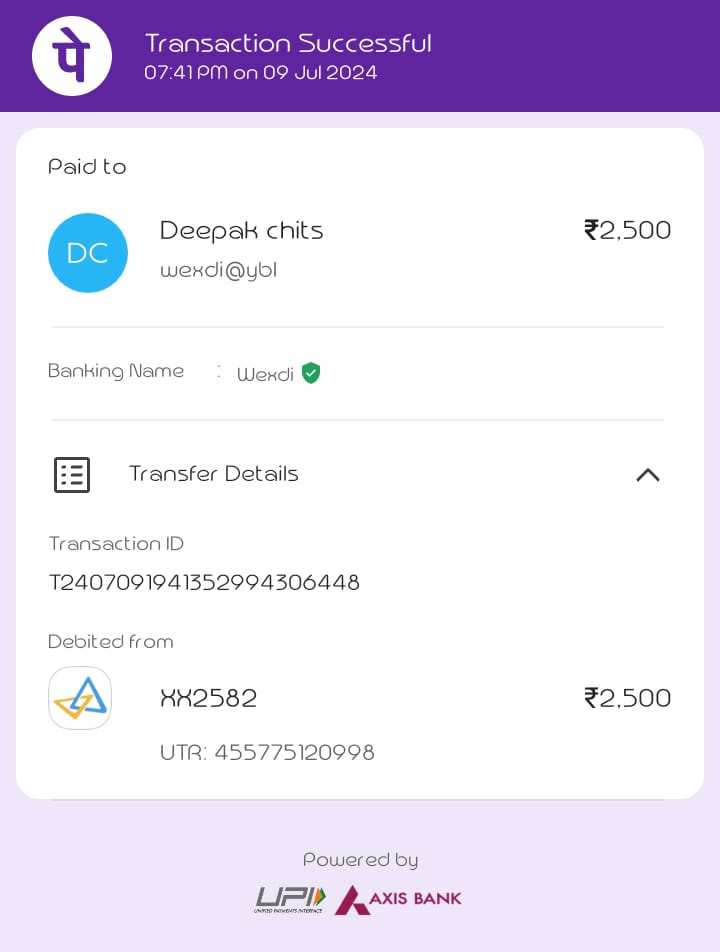 पे
Transaction Successful
07:41 PM on 09 Jul 2024
Paid to
DC
Deepak chits
₹2,500
wexdi@ybl
Banking Name : Wexdi
Transfer Details
Transaction ID
T2407091941352994306448
Debited from
XX2582
₹2,500
UTR: 455775120998
Powered by
UPI
UNIFIED PAYMENTS INTERFACE
AXIS BANK